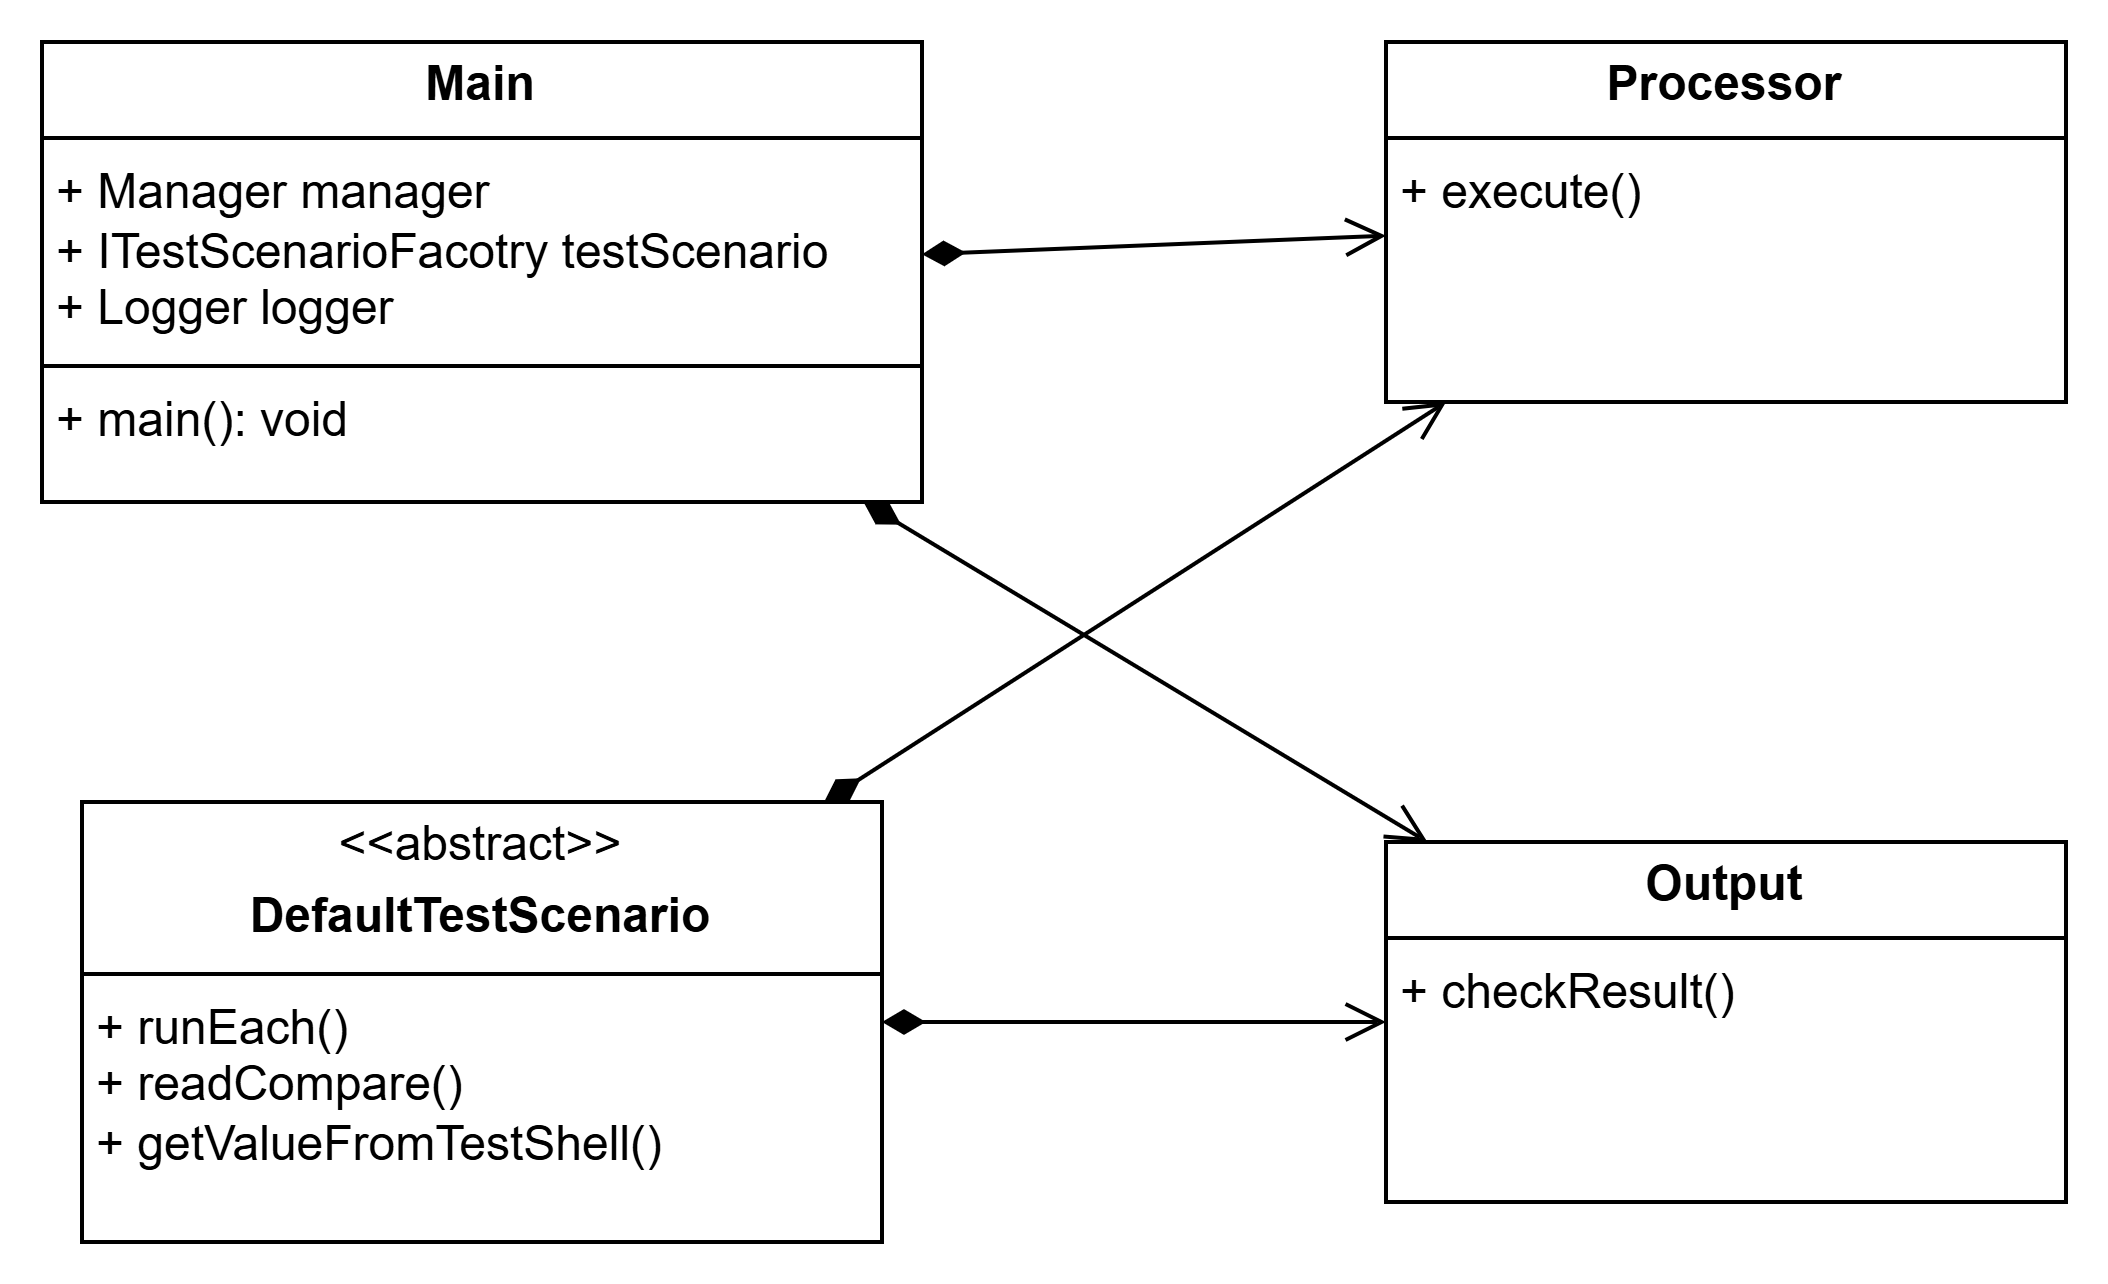 Main
+ Manager manager
+ ITestScenarioFacotry testScenario
+ Logger logger
+ main(): void
Processor
+ execute()
<<abstract>>
DefaultTestScenario
+ runEach()
+ readCompare()
+ getValueFromTestShell()
Output
+ checkResult()